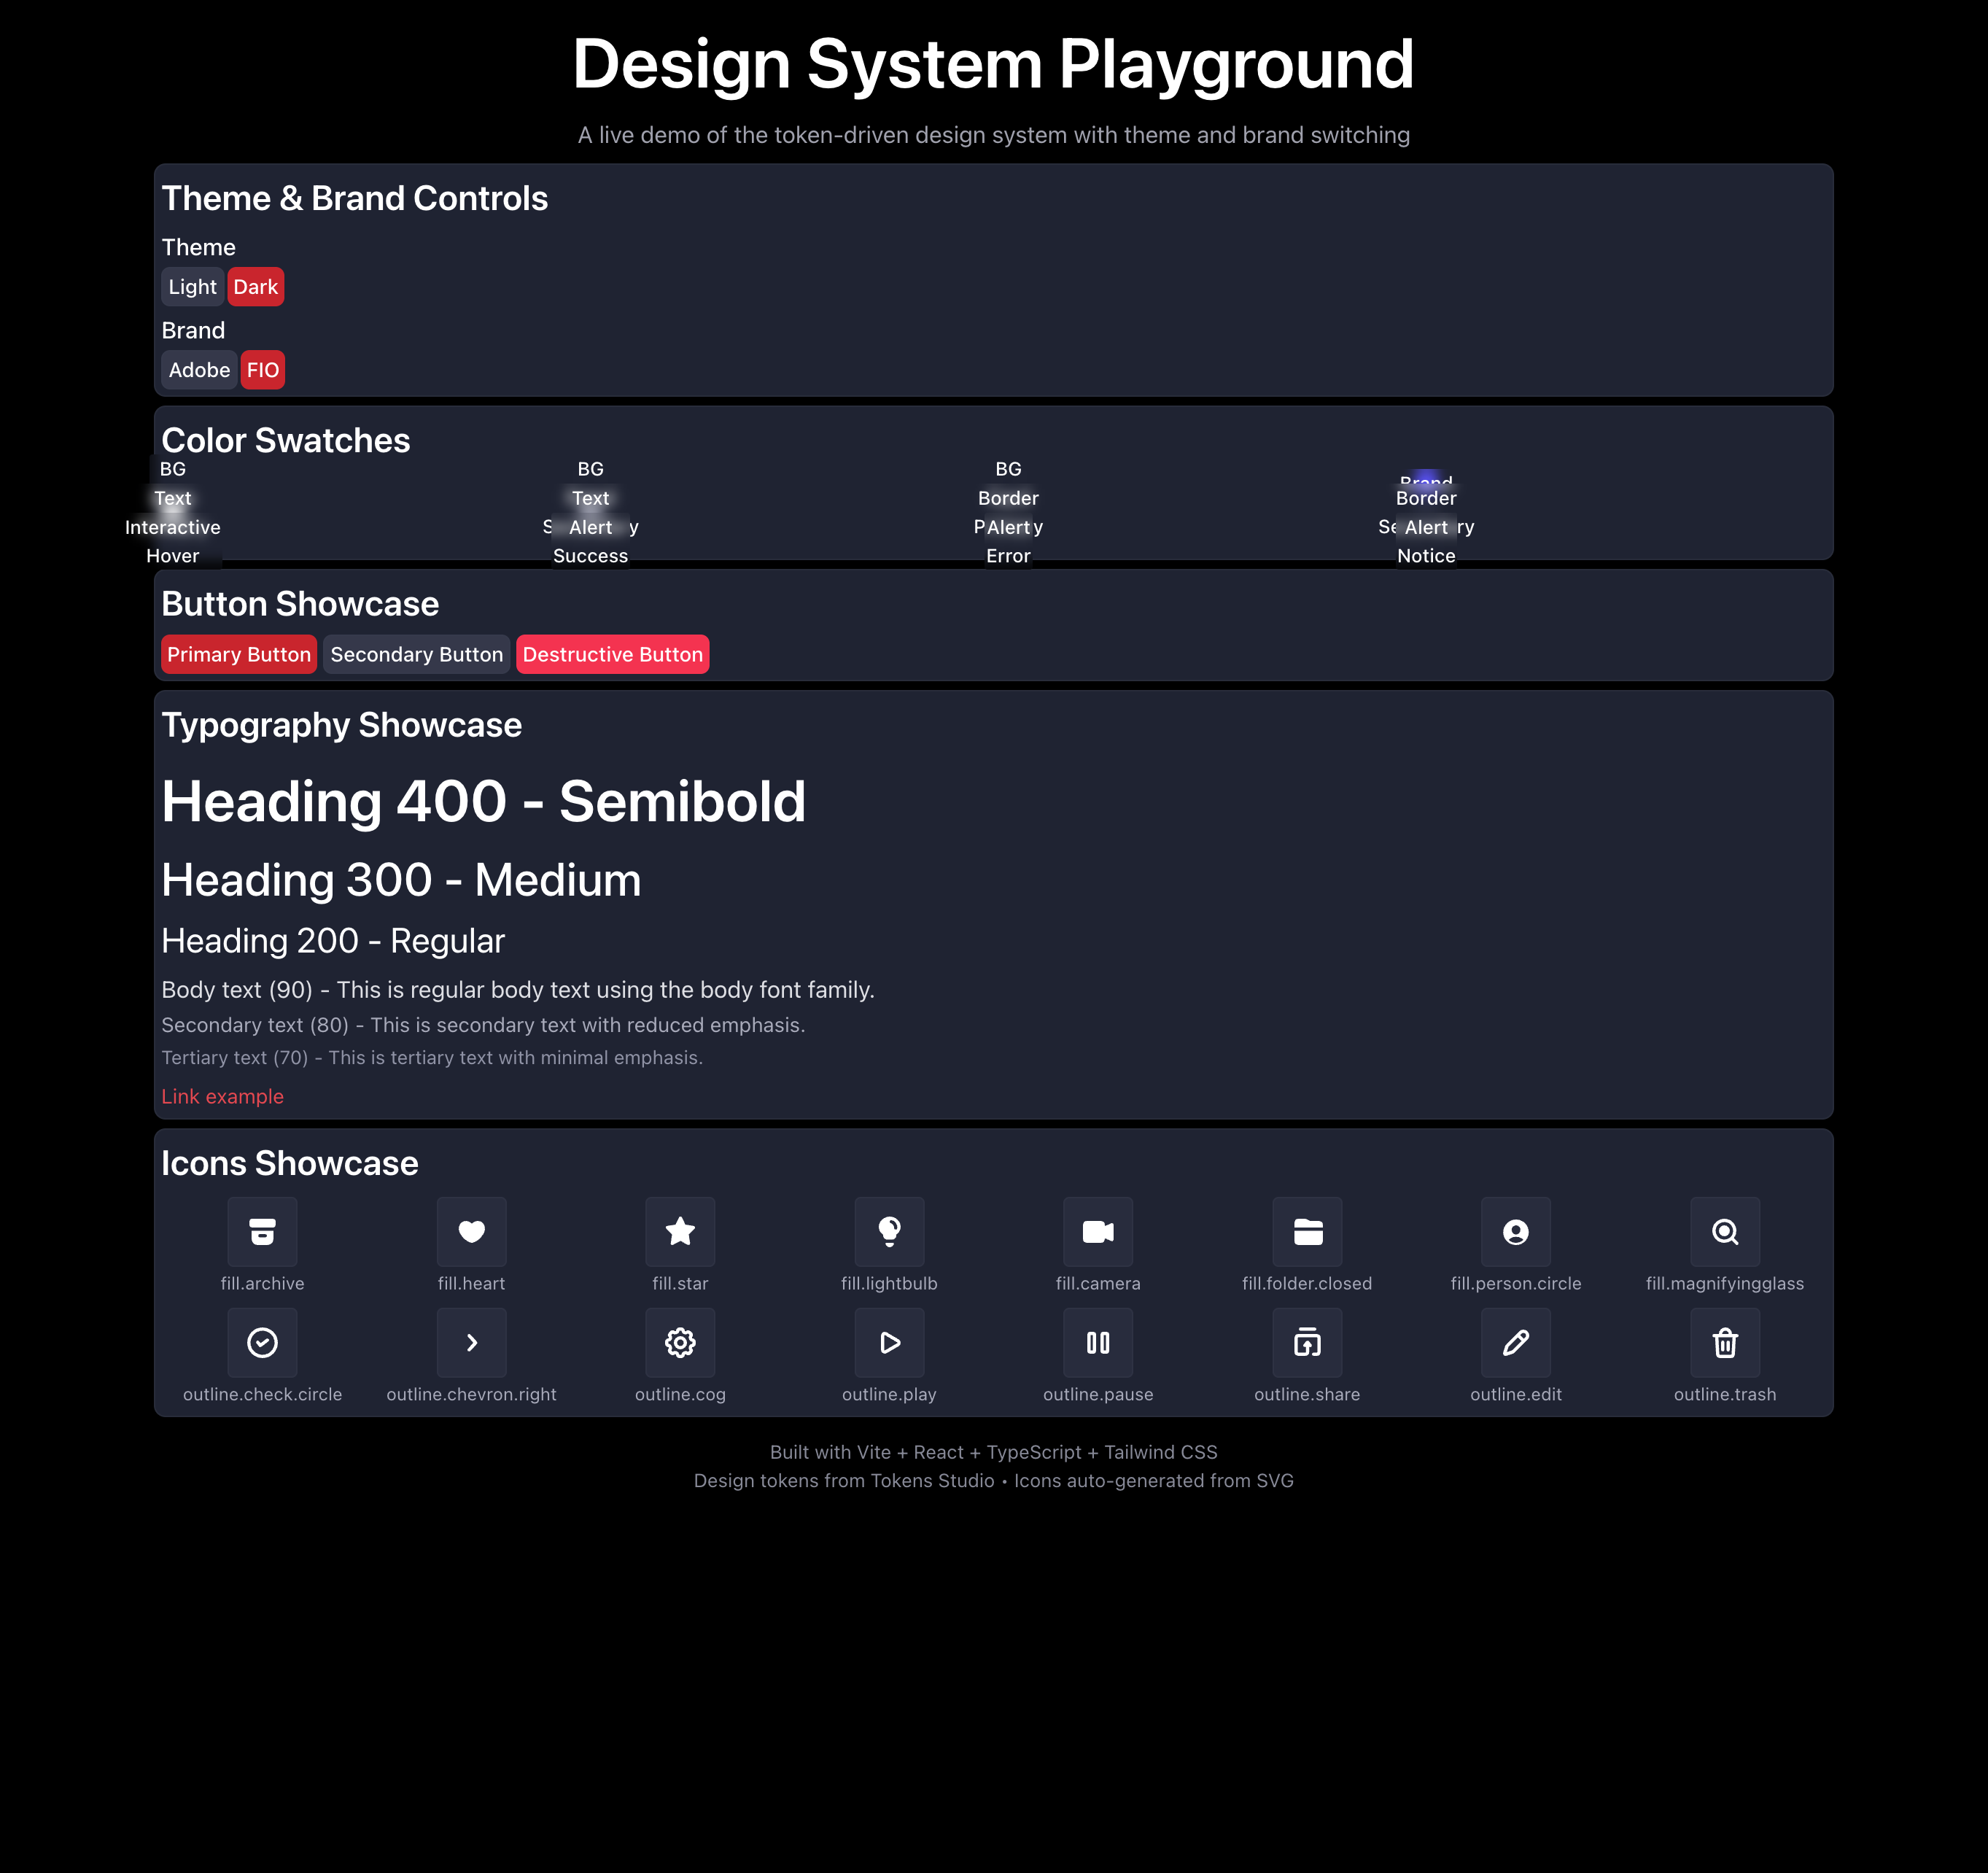 Design System Playground
A live demo of the token-driven design system with theme and brand switching
Theme & Brand Controls
Theme
Light Dark
Brand
Adobe FIO
Color Swatches
BG BG BG
Brand
Text Text Border Border
Interactive Alert Alert Alert
Hover Success Error Notice
Button Showcase
Primary Button Secondary Button Destructive Button
Typography Showcase
Heading 400 - Semibold
Heading 300 - Medium
Heading 200 - Regular
Body text (90) - This is regular body text using the body font family.
Secondary text (80) - This is secondary text with reduced emphasis.
Tertiary text (70) - This is tertiary text with minimal emphasis.
Link example
Icons Showcase
fill.archive fill.heart fill.star fill.lightbulb fill.camera fill.folder.closed fill.person.circle fill.magnifyingglass
outline.check.circle outline.chevron.right outline.cog outline.play outline.pause outline.share outline.edit outline.trash
Built with Vite + React + TypeScript + Tailwind CSS
Design tokens from Tokens Studio • Icons auto-generated from SVG